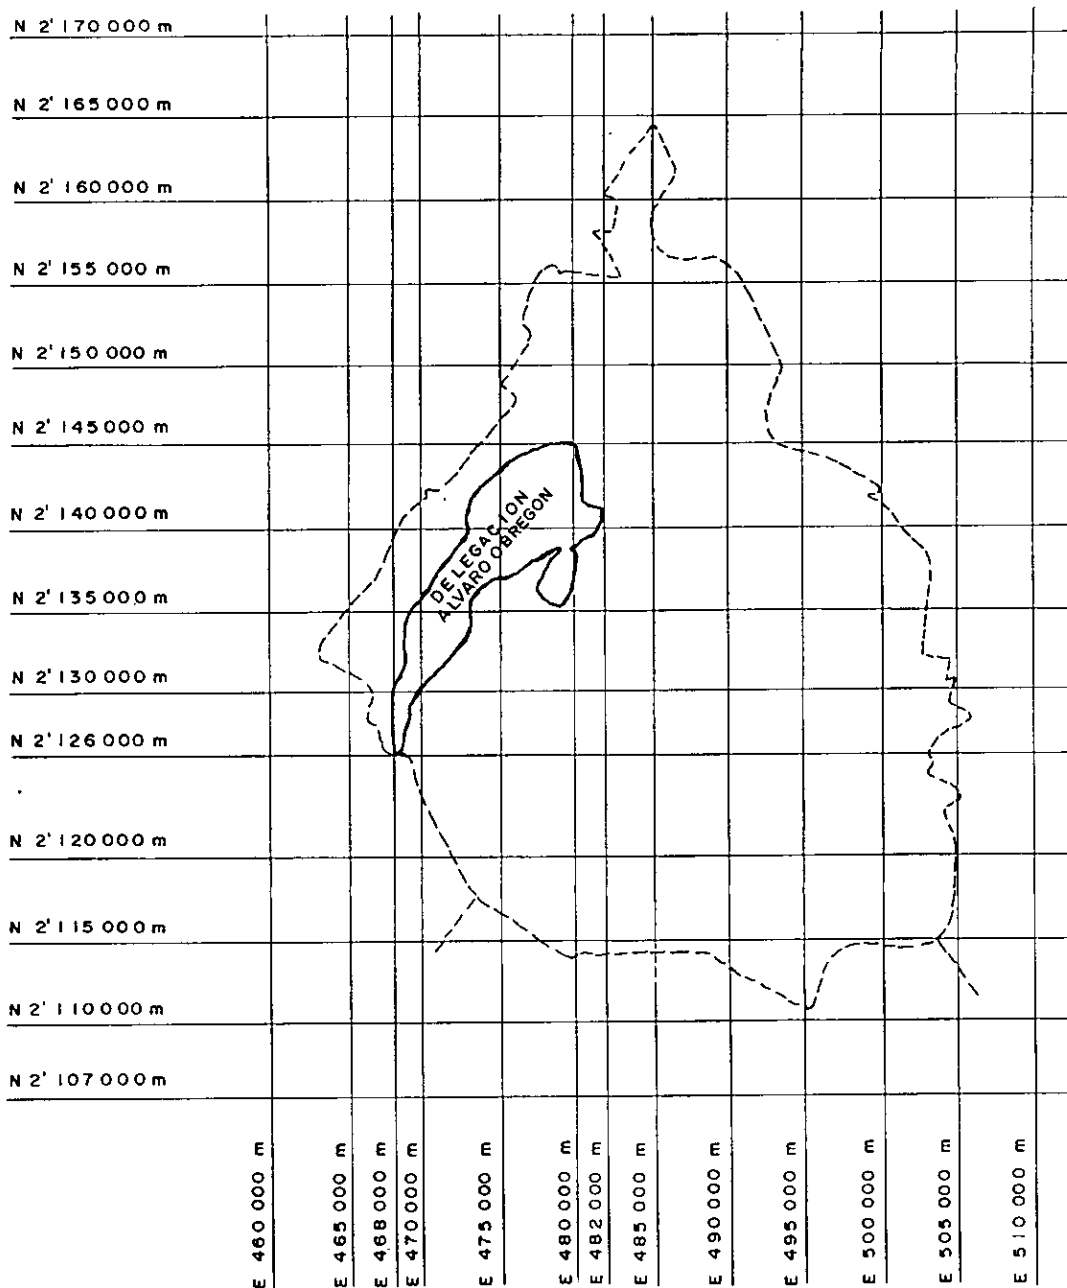 N 2' 170 000 m
N 2' 165 000 m
N 2' 160 000 m
N 2' 155 000 m
N 2' 150 000 m
N 2' 145 000 m
N 2' 140 000 m
N 2' 135 000 m
N 2' 130 000 m
N 2' 126 000 m
N 2' 120 000 m
N 2' 115 000 m
N 2' 110 000 m
N 2' 107 000 m
DELEGACION
ALVARO OBREGON
E 460 000 m
E 465 000 m
E 468 000 m
E 470 000 m
E 475 000 m
E 480 000 m
E 482 000 m
E 485 000 m
E 490 000 m
E 495 000 m
E 500 000 m
E 505 000 m
E 510 000 m